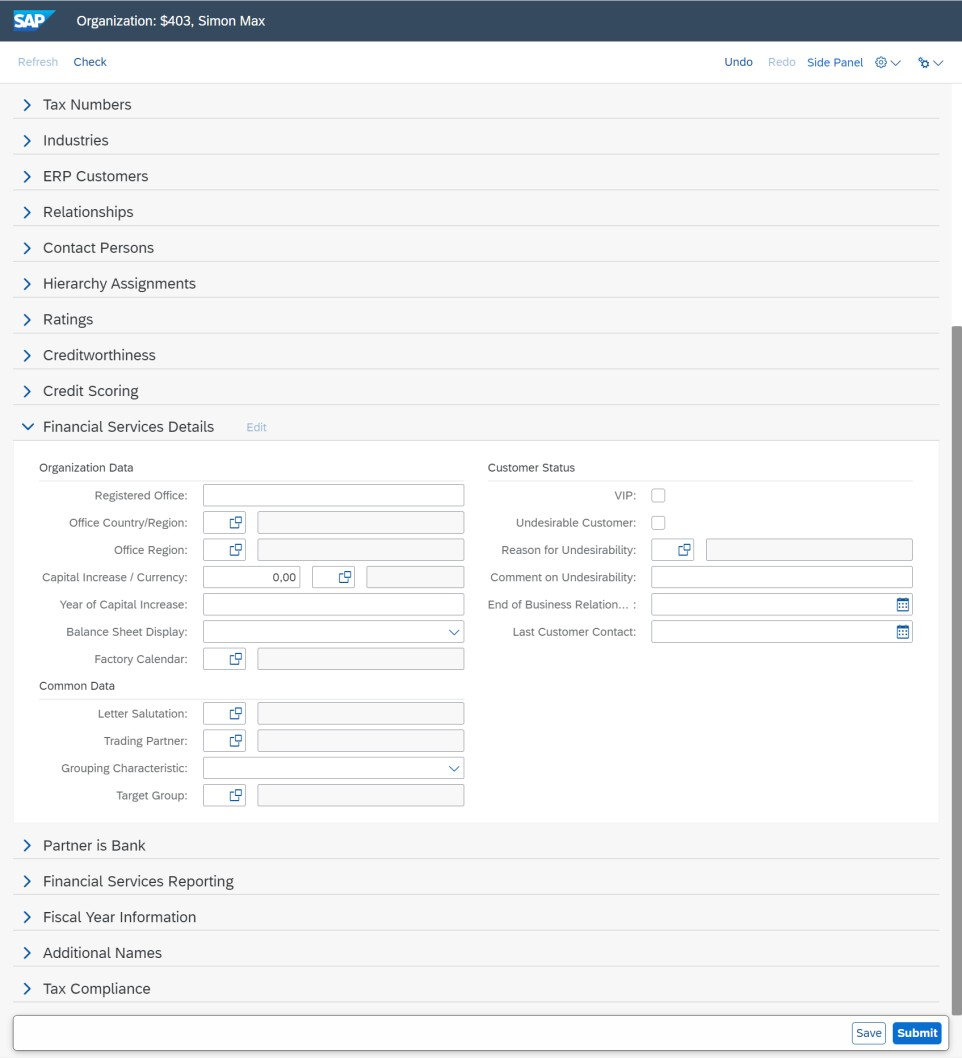 SAP Organization: $403, Simon Max
Refresh Check Undo Redo Side Panel
Tax Numbers
Industries
ERP Customers
Relationships
Contact Persons
Hierarchy Assignments
Ratings
Creditworthiness
Credit Scoring
Financial Services Details Edit
Organization Data
Registered Office:
Office Country/Region:
Office Region:
Capital Increase / Currency: 0,00
Year of Capital Increase:
Balance Sheet Display:
Factory Calendar:
Common Data
Letter Salutation:
Trading Partner:
Grouping Characteristic:
Target Group:
Customer Status
VIP:
Undesirable Customer:
Reason for Undesirability:
Comment on Undesirability:
End of Business Relation... :
Last Customer Contact:
Partner is Bank
Financial Services Reporting
Fiscal Year Information
Additional Names
Tax Compliance
Save Submit